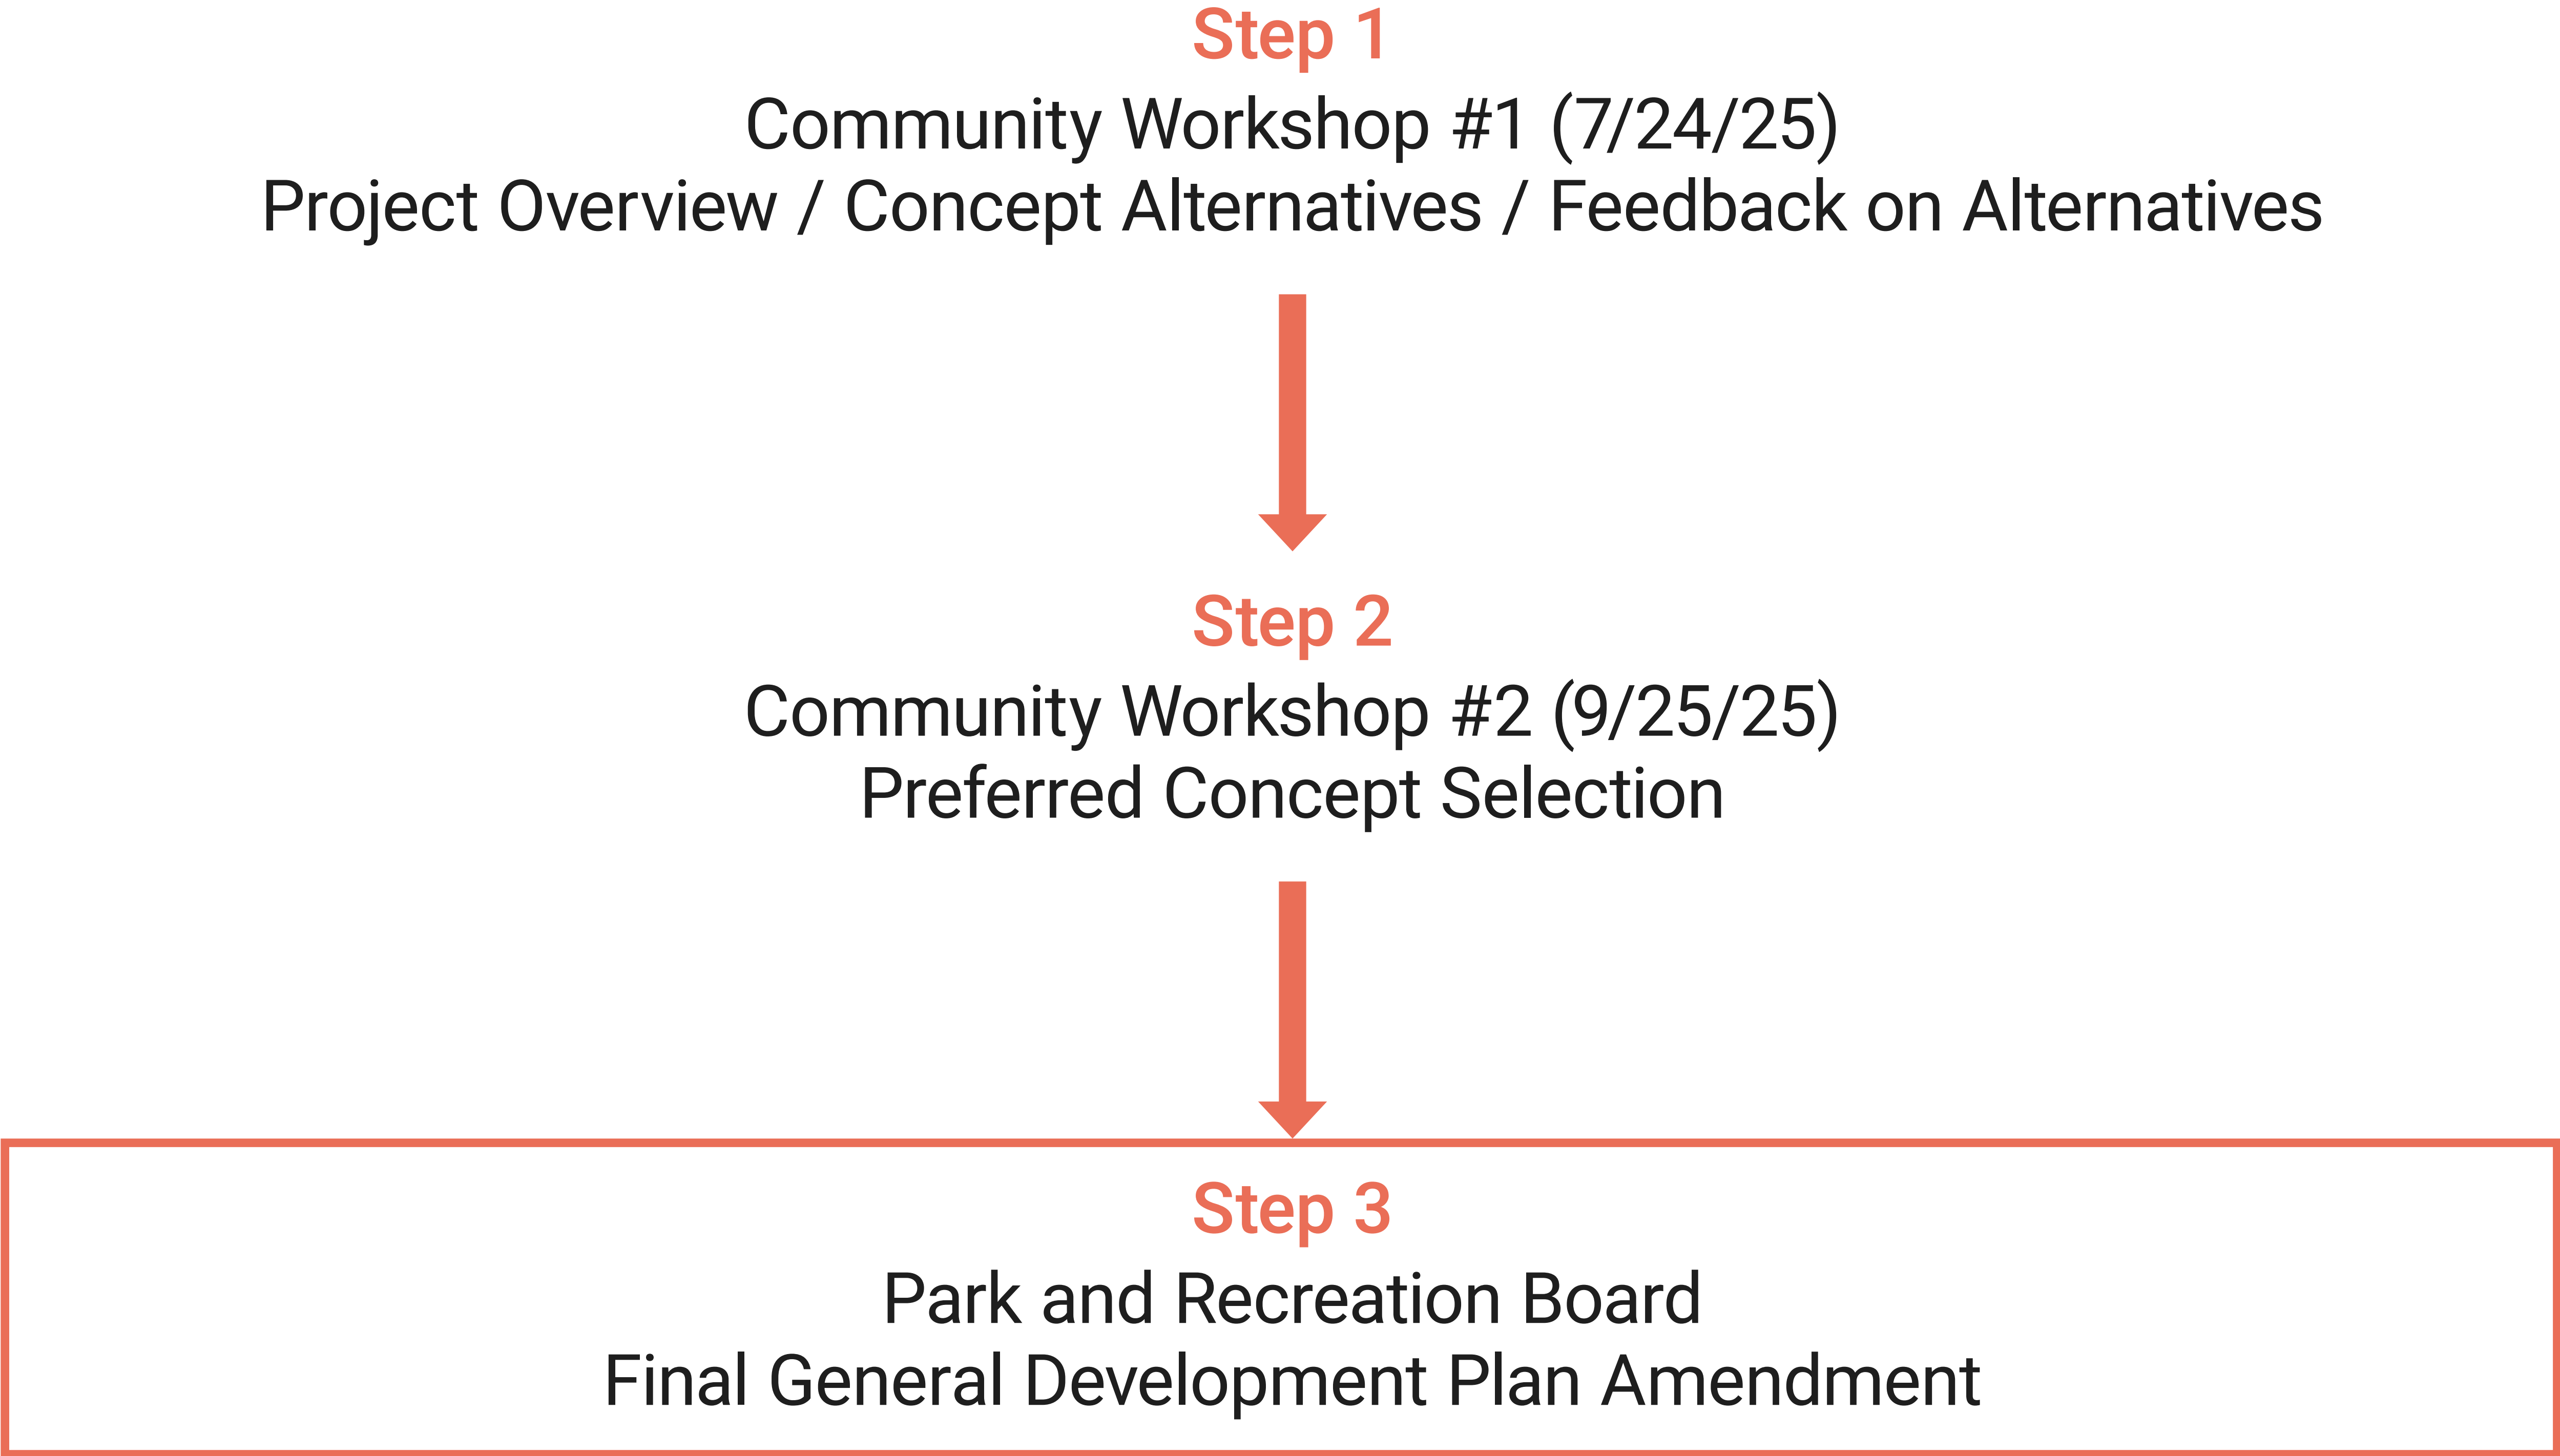 Step 1
Community Workshop #1 (7/24/25)
Project Overview / Concept Alternatives / Feedback on Alternatives
Step 2
Community Workshop #2 (9/25/25)
Preferred Concept Selection
Step 3
Park and Recreation Board
Final General Development Plan Amendment